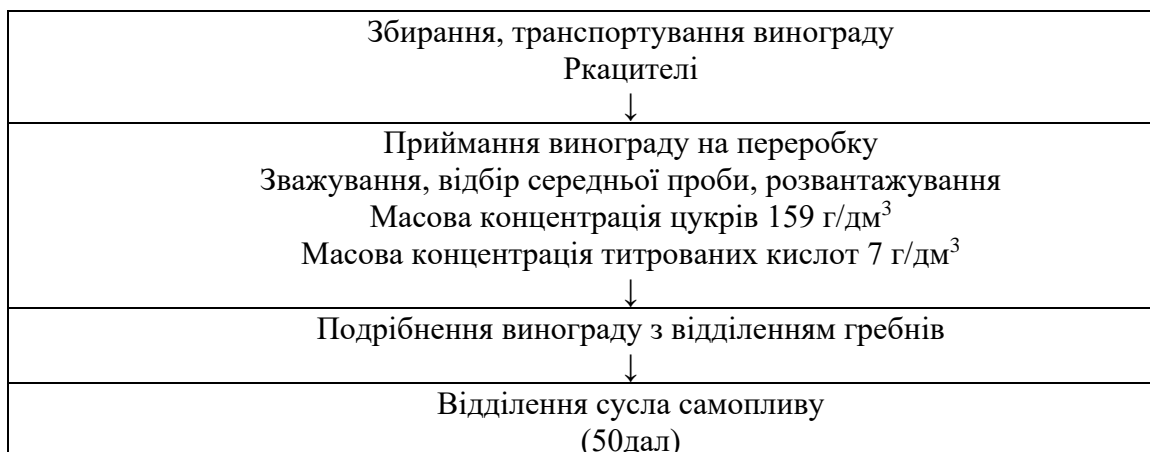 Збирання, транспортування винограду
Ркацителі
↓
Приймання винограду на переробку
Зважування, відбір середньої проби, розвантажування
Масова концентрація цукрів 159 г/дм³
Масова концентрація титрованих кислот 7 г/дм³
↓
Подрібнення винограду з відділенням гребнів
↓
Відділення сусла самопливу
(50дал)